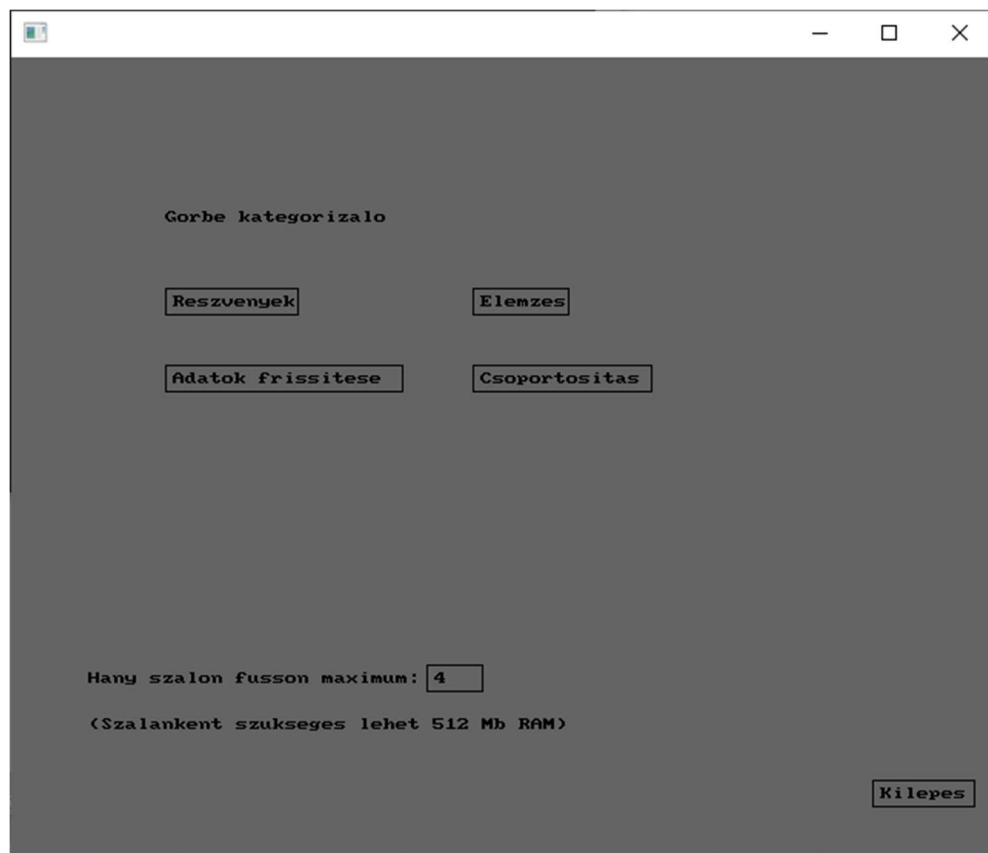 Gorbe kategorizalo
Reszvenyek Elemzes
Adatok frissitese Csoportositas
Hany szalon fusson maximum: 4
(Szalankent szukseges lehet 512 Mb RAM)
Kilepes